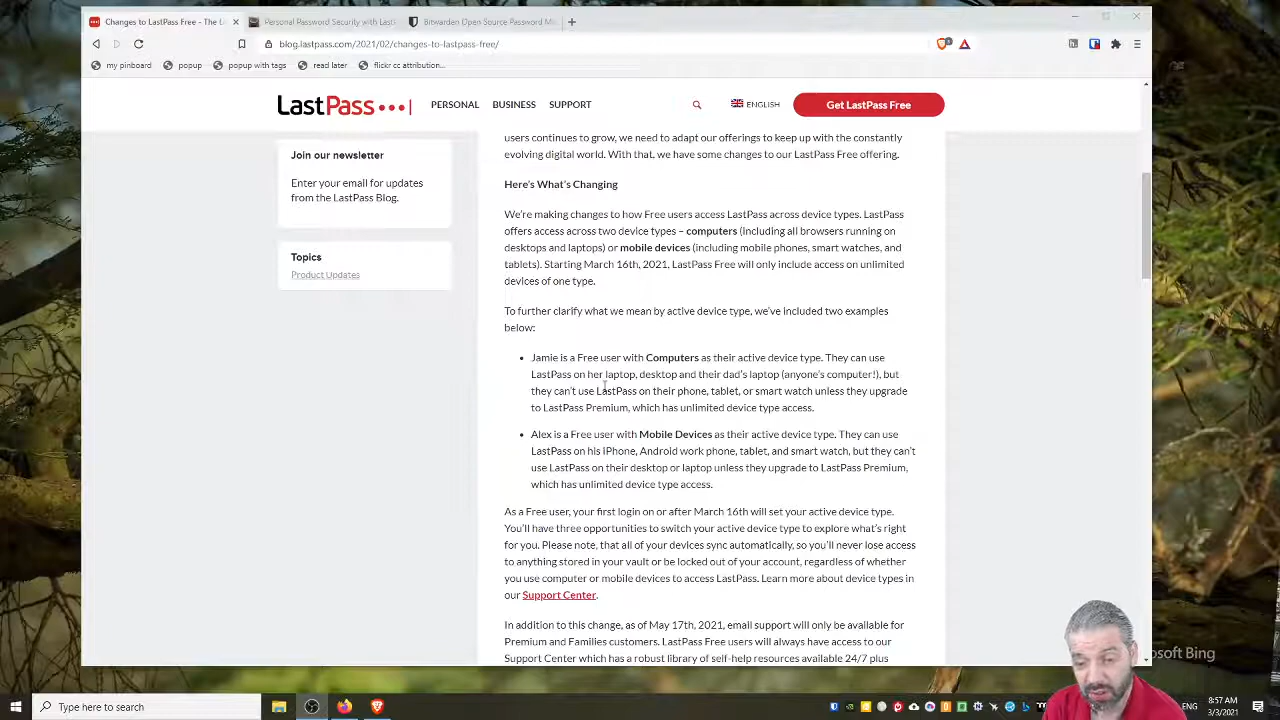 Changes to LastPass Free - The L
Personal Password Security with Last
Bitwarden Open Source Password M
blog.lastpass.com/2021/02/changes-to-lastpass-free/
my pinboard
popup
popup with tags
read later
flickr cc attribution...
LastPass
PERSONAL
BUSINESS
SUPPORT
ENGLISH
Get LastPass Free
Join our newsletter
Enter your email for updates
from the LastPass Blog.
Topics
Product Updates
users continues to grow, we need to adapt our offerings to keep up with the constantly
evolving digital world. With that, we have some changes to our LastPass Free offering.
Here's What's Changing
We're making changes to how Free users access LastPass across device types. LastPass
offers access across two device types – computers (including all browsers running on
desktops and laptops) or mobile devices (including mobile phones, smart watches, and
tablets). Starting March 16th, 2021, LastPass Free will only include access on unlimited
devices of one type.
To further clarify what we mean by active device type, we've included two examples
below:
• Jamie is a Free user with Computers as their active device type. They can use
LastPass on her laptop, desktop and their dad's laptop (anyone's computer!), but
they can't use LastPass on their phone, tablet, or smart watch unless they upgrade
to LastPass Premium, which has unlimited device type access.
• Alex is a Free user with Mobile Devices as their active device type. They can use
LastPass on his iPhone, Android work phone, tablet, and smart watch, but they can't
use LastPass on their desktop or laptop unless they upgrade to LastPass Premium,
which has unlimited device type access.
As a Free user, your first login on or after March 16th will set your active device type.
You'll have three opportunities to switch your active device type to explore what's right
for you. Please note, that all of your devices sync automatically, so you'll never lose access
to anything stored in your vault or be locked out of your account, regardless of whether
you use computer or mobile devices to access LastPass. Learn more about device types in
our Support Center.
In addition to this change, as of May 17th, 2021, email support will only be available for
Premium and Families customers. LastPass Free users will always have access to our
Support Center which has a robust library of self-help resources available 24/7 plus
osoft Bing
Type here to search
8:57 AM
3/3/2021